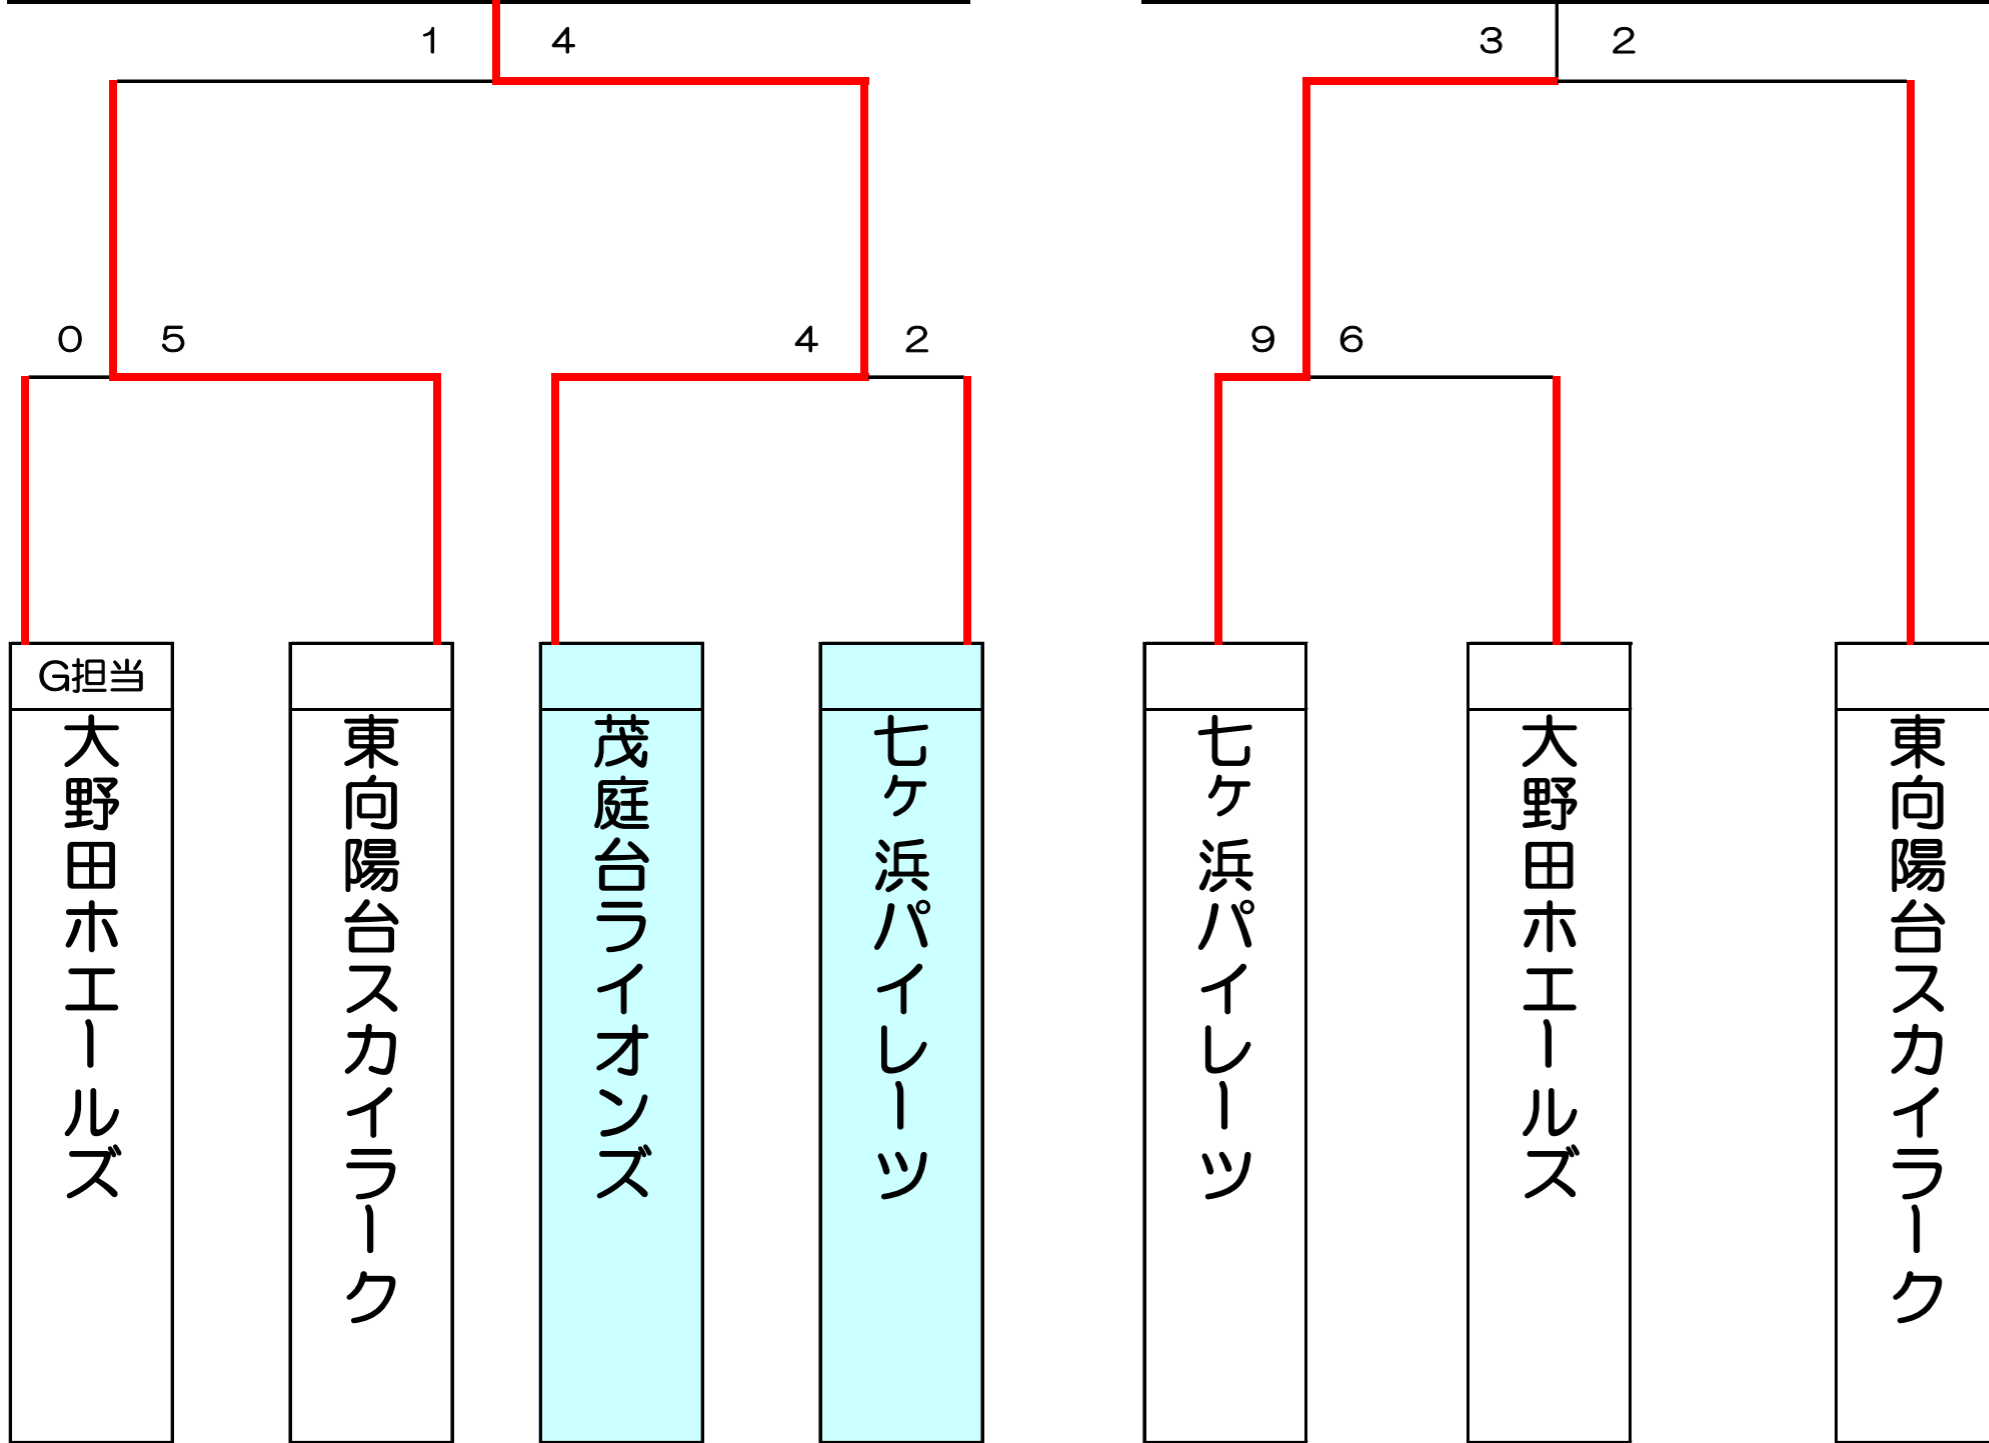 1 4
3 2
0 5
4 2
9 6
G担当
大野田ホエールズ
東向陽台スカイラーク
茂庭台ライオンズ
七ヶ浜パイレーツ
七ヶ浜パイレーツ
大野田ホエールズ
東向陽台スカイラーク